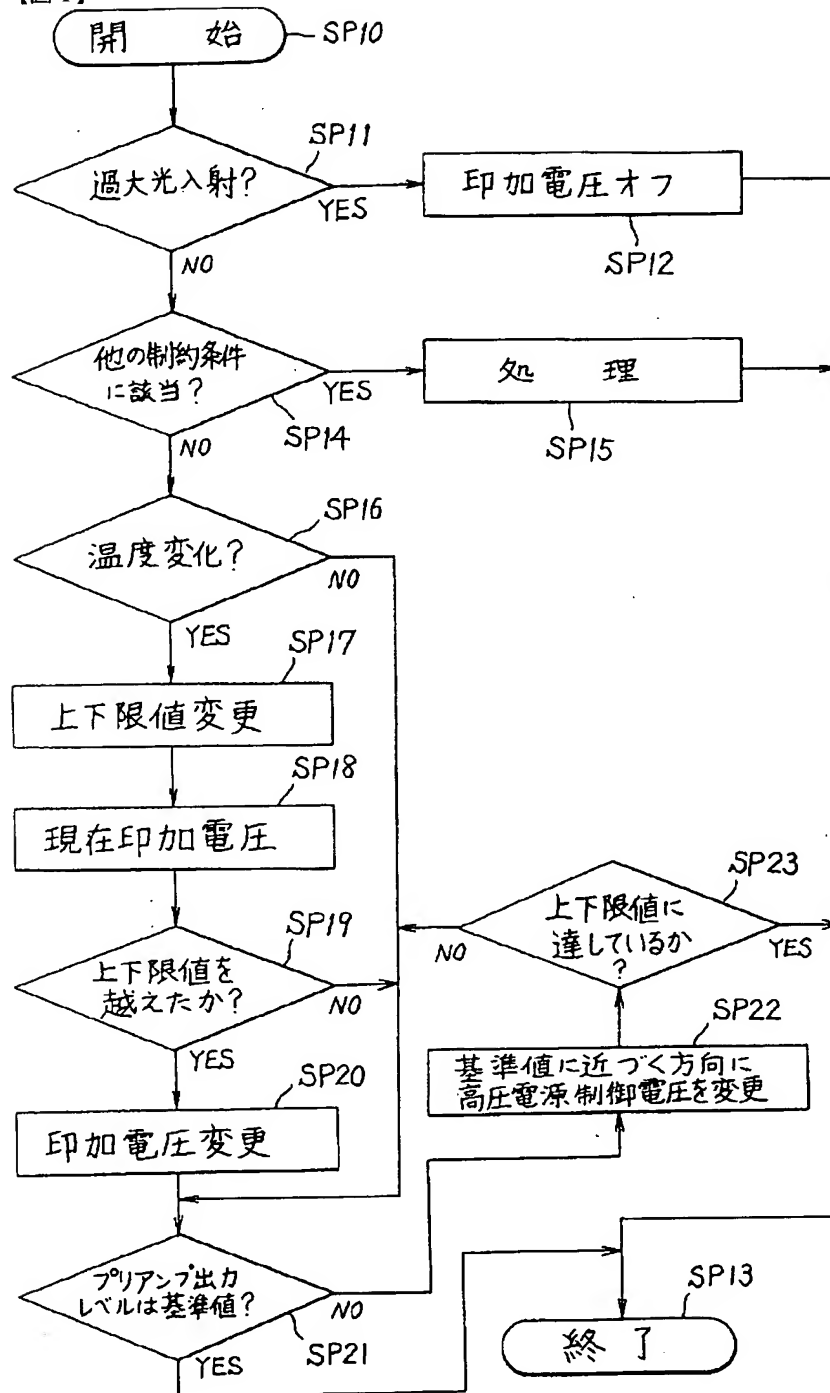 開 始
SP10
SP11
過大光入射?
YES
NO
印加電圧オフ
SP12
他の制約条件
に該当?
YES
NO
SP14
処 理
SP15
SP16
温度変化?
NO
YES
SP17
上下限値変更
SP18
現在印加電圧
SP19
上下限値を
越えたか?
NO
YES
SP20
印加電圧変更
SP23
上下限値に
達しているか
?
NO
YES
SP22
基準値に近づく方向に
高圧電源制御電圧を変更
プリアンプ出力
レベルは基準値?
NO
SP21
YES
SP13
終 了